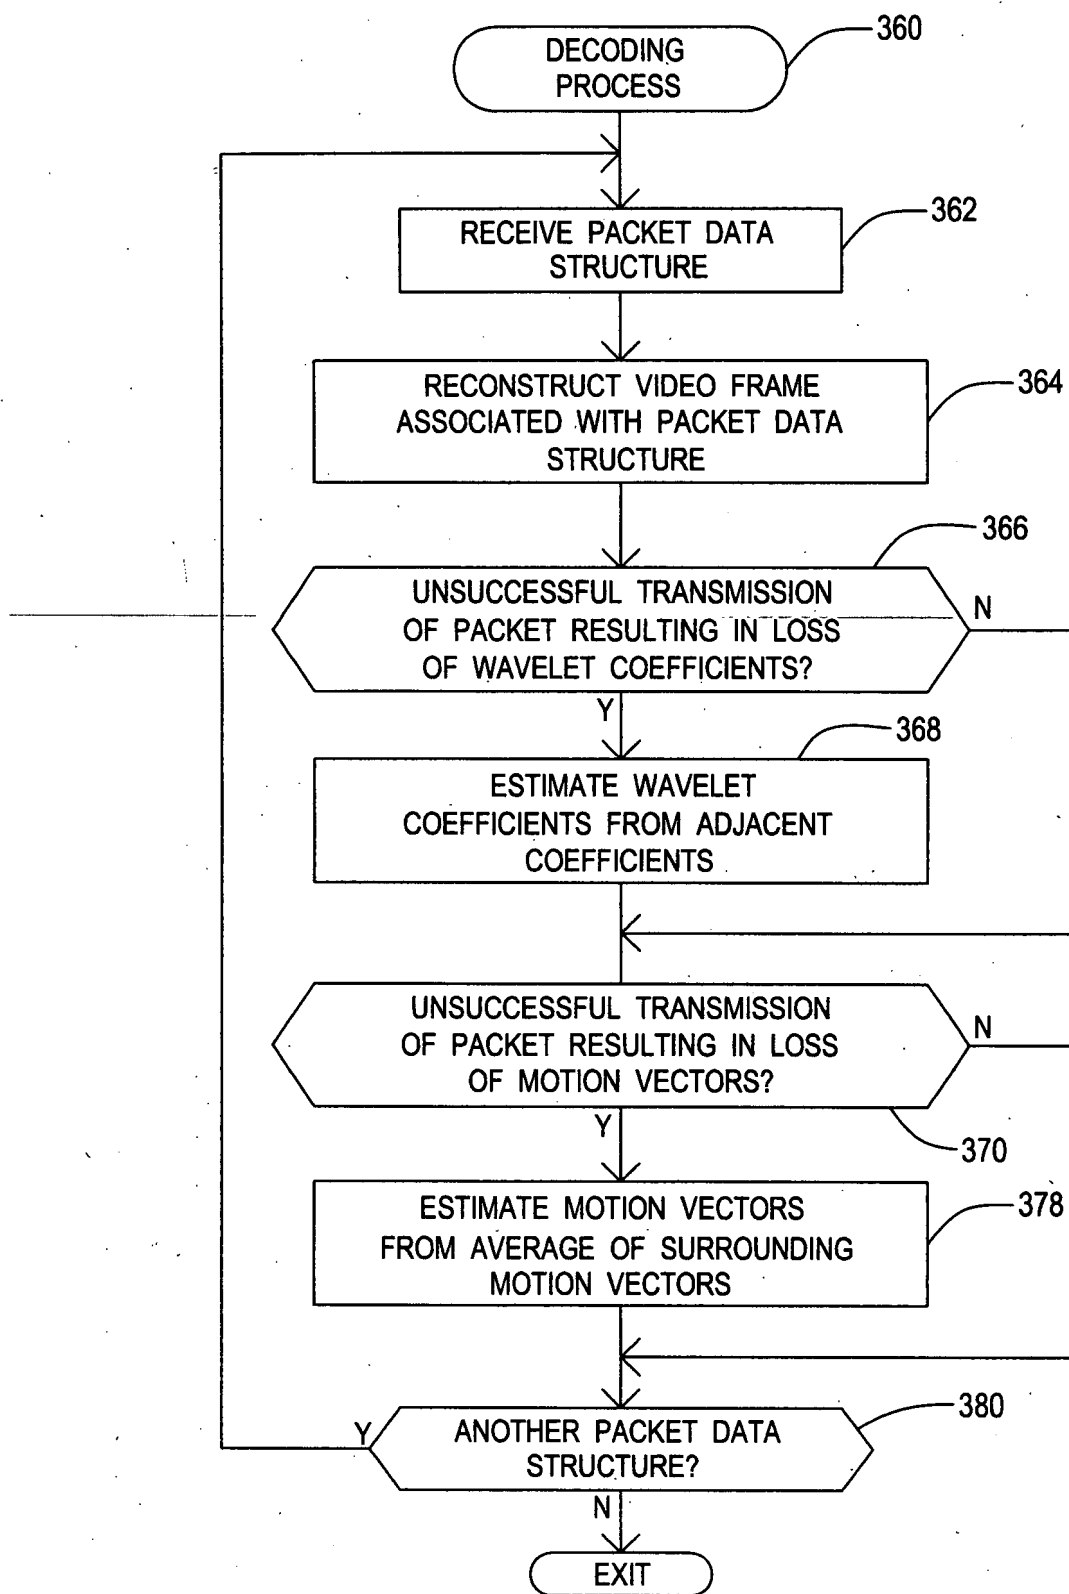 360
DECODING
PROCESS
362
RECEIVE PACKET DATA
STRUCTURE
364
RECONSTRUCT VIDEO FRAME
ASSOCIATED WITH PACKET DATA
STRUCTURE
366
UNSUCCESSFUL TRANSMISSION
OF PACKET RESULTING IN LOSS
OF WAVELET COEFFICIENTS?
N
Y
368
ESTIMATE WAVELET
COEFFICIENTS FROM ADJACENT
COEFFICIENTS
UNSUCCESSFUL TRANSMISSION
OF PACKET RESULTING IN LOSS
OF MOTION VECTORS?
N
Y
370
378
ESTIMATE MOTION VECTORS
FROM AVERAGE OF SURROUNDING
MOTION VECTORS
380
Y
ANOTHER PACKET DATA
STRUCTURE?
N
EXIT